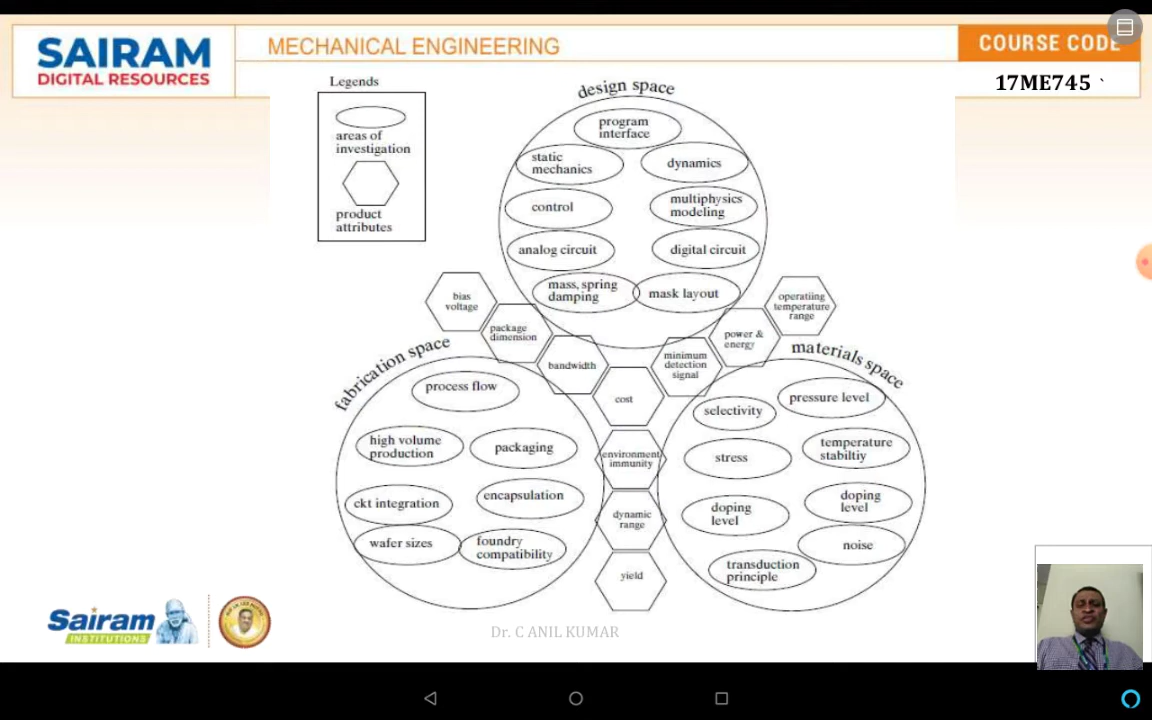 SAIRAM
DIGITAL RESOURCES
MECHANICAL ENGINEERING
COURSE CODE
17ME745 `
Legends
areas of
investigation
product
attributes
design space
program
interface
static
mechanics
dynamics
control
multiphysics
modeling
analog circuit
digital circuit
mass, spring
damping
mask layout
bias
voltage
package
dimension
bandwidth
cost
minimum
detection
signal
power &
energy
operatiing
temperature
range
environment
immunity
dynamic
range
yield
fabrication space
process flow
high volume
production
packaging
ckt integration
encapsulation
wafer sizes
foundry
compatibility
materials space
selectivity
pressure level
stress
temperature
stabiltiy
doping
level
doping
level
noise
transduction
principle
Sairam
INSTITUTIONS
Dr. C ANIL KUMAR